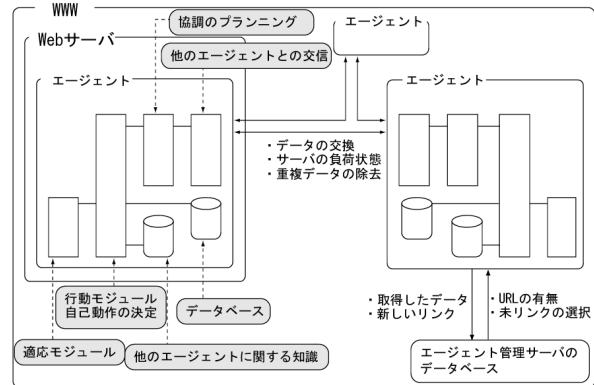 WWW
協調のプランニング
エージェント
Webサーバ
他のエージェントとの交信
エージェント
エージェント
・データの交換
・サーバの負荷状態
・重複データの除去
行動モジュール
自己動作の決定
データベース
・取得したデータ
・新しいリンク
・URLの有無
・未リンクの選択
適応モジュール
他のエージェントに関する知識
エージェント管理サーバの
データベース